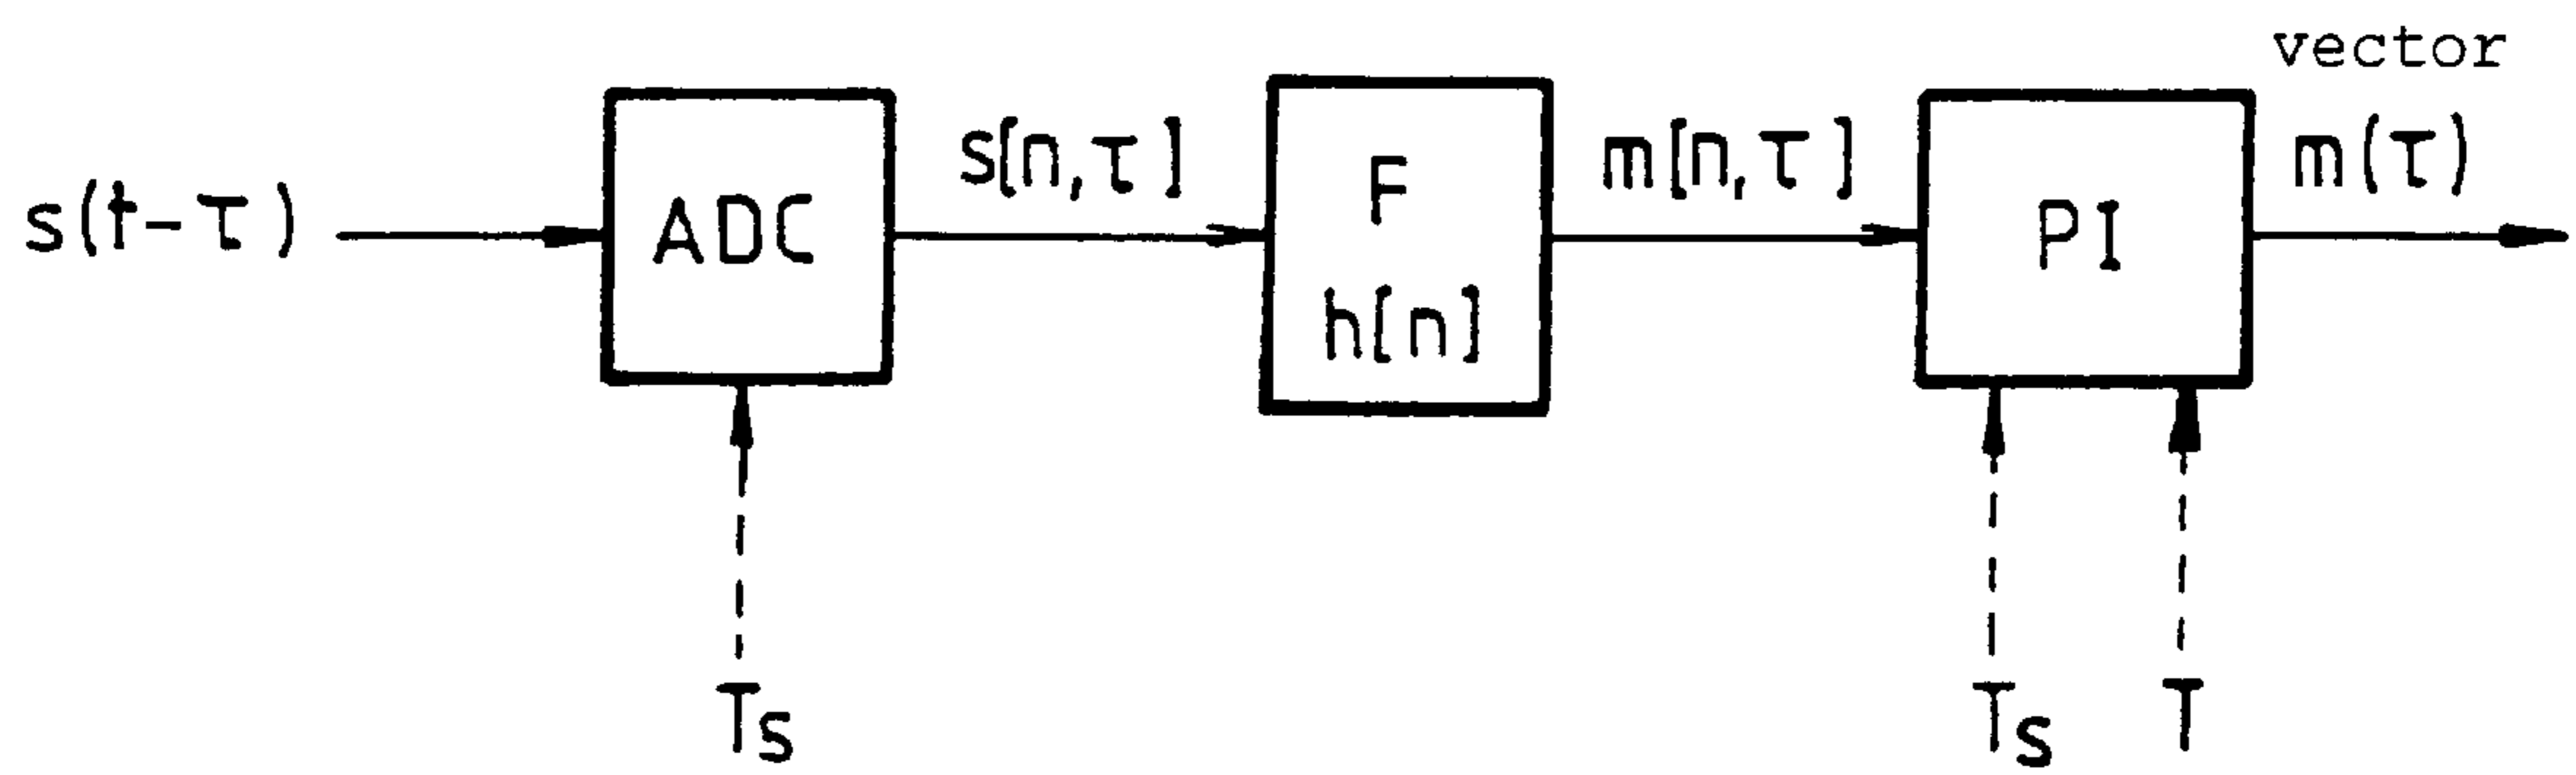 vector
s(t-τ)
ADC
s[n,τ]
F
h[n]
m[n,τ]
PI
m(τ)
Ts
Ts
T